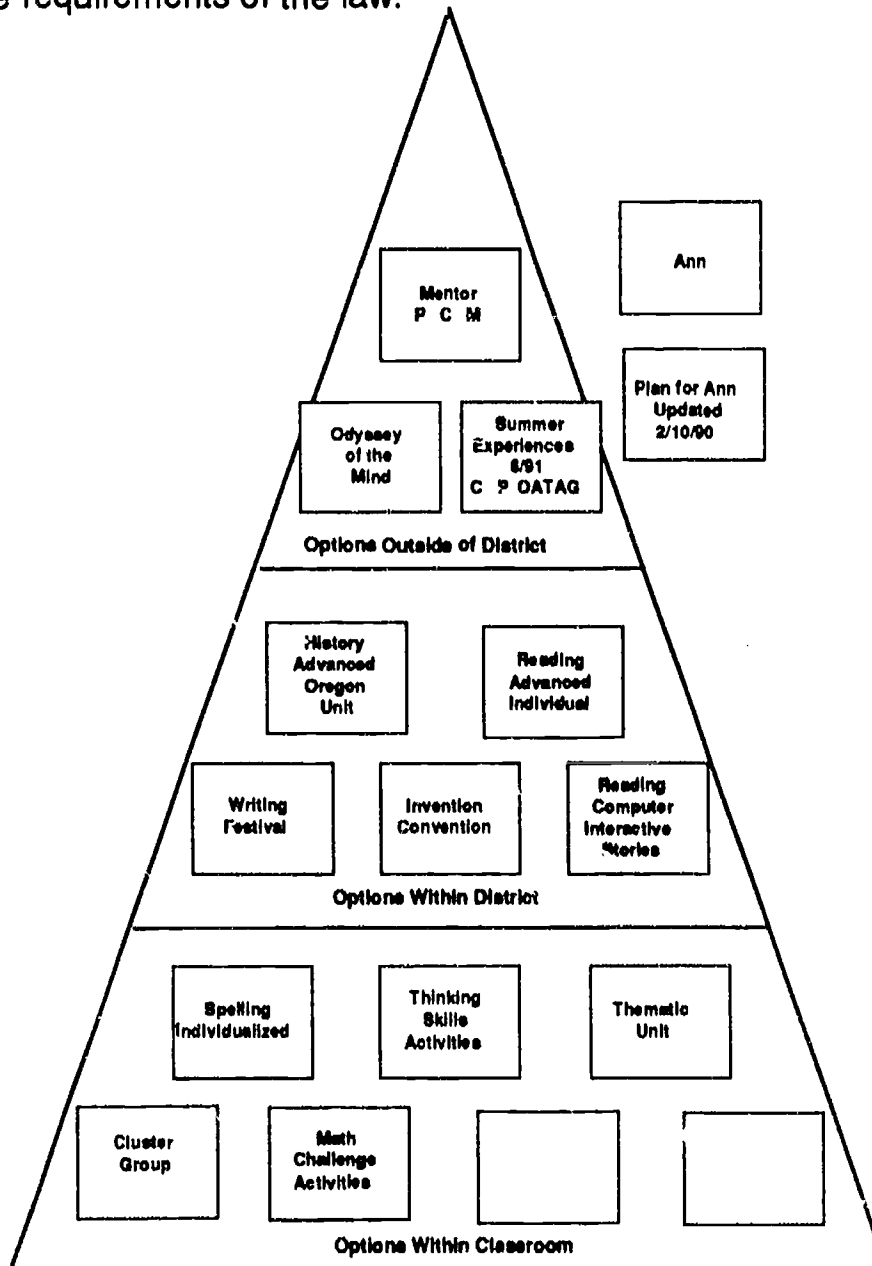 requirements of the law.
Ann
Mentor
P C M
Plan for Ann
Updated
2/10/90
Odyssey
of the
Mind
Summer
Experiences
6/91
C P OATAG
Options Outside of District
History
Advanced
Oregon
Unit
Reading
Advanced
Individual
Writing
Festival
Invention
Convention
Reading
Computer
Interactive
Stories
Options Within District
Spelling
Individualized
Thinking
Skills
Activities
Thematic
Unit
Cluster
Group
Math
Challenge
Activities
Options Within Classroom